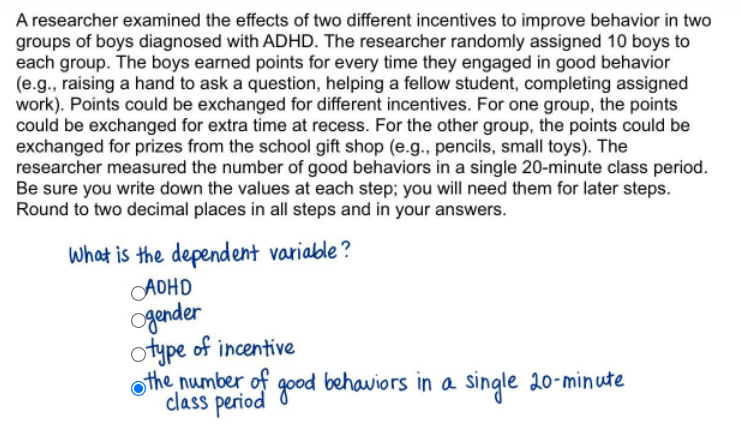 A researcher examined the effects of two different incentives to improve behavior in two
groups of boys diagnosed with ADHD. The researcher randomly assigned 10 boys to
each group. The boys earned points for every time they engaged in good behavior
(e.g., raising a hand to ask a question, helping a fellow student, completing assigned
work). Points could be exchanged for different incentives. For one group, the points
could be exchanged for extra time at recess. For the other group, the points could be
exchanged for prizes from the school gift shop (e.g., pencils, small toys). The
researcher measured the number of good behaviors in a single 20-minute class period.
Be sure you write down the values at each step; you will need them for later steps.
Round to two decimal places in all steps and in your answers.
What is the dependent variable?
ADHD
gender
type of incentive
the number of good behaviors in a single 20-minute
class period